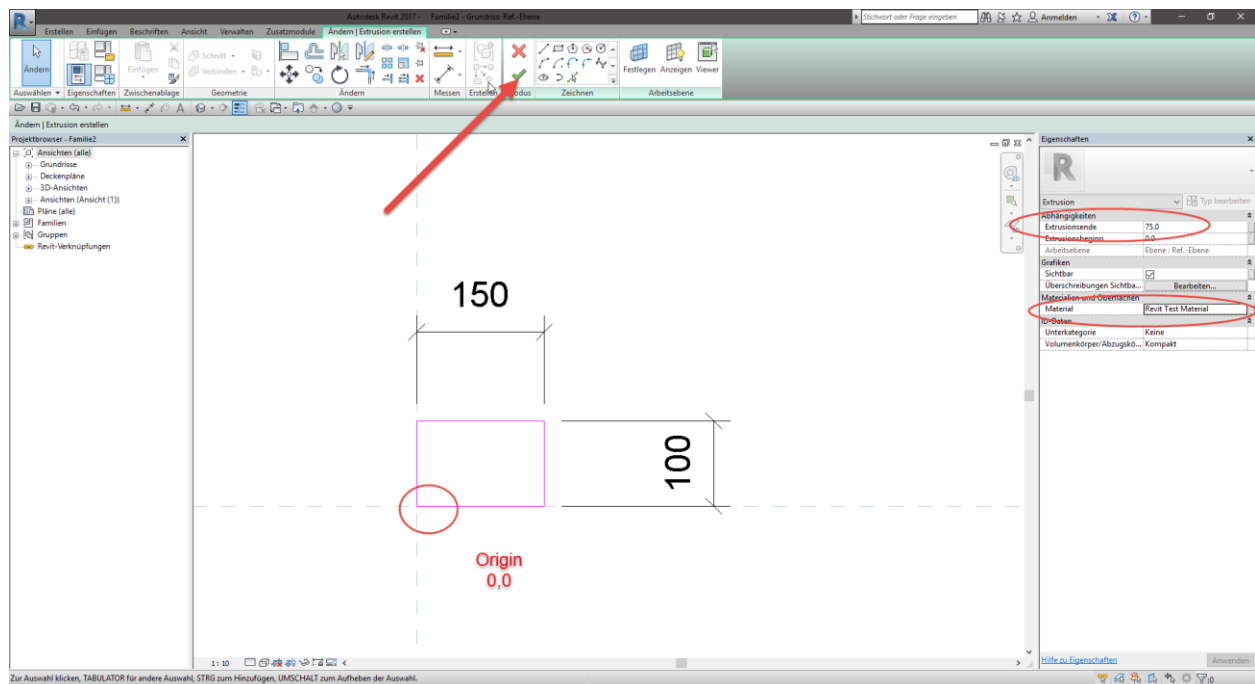 Autodesk Revit 2017 - Familie2 - Grundriss: Ref.-Ebene
Stichwort oder Frage eingeben
Anmelden
Erstellen Einfügen Beschriften Ansicht Verwalten Zusatzmodule Ändern | Extrusion erstellen
Ändern
Einfügen
Schnitt
Verbinden
Festlegen Anzeigen Viewer
Auswählen Eigenschaften Zwischenablage Geometrie Ändern Messen Erstellen Modus Zeichnen Arbeitsebene
Ändern | Extrusion erstellen
Projektbrowser - Familie2
Ansichten (alle)
Grundrisse
Deckenpläne
3D-Ansichten
Ansichten (Ansicht (1))
Pläne (alle)
Familien
Gruppen
Revit-Verknüpfungen
150
100
Origin
0,0
Eigenschaften
Extrusion
Typ bearbeiten
Abhängigkeiten
Extrusionsende 75.0
Extrusionsbeginn 0.0
Arbeitsebene Ebene : Ref.-Ebene
Grafiken
Sichtbar
Überschreibungen Sichtba... Bearbeiten...
Materialien und Oberflächen
Material Revit Test Material
ID-Daten
Unterkategorie Keine
Volumenkörper/Abzugskö... Kompakt
Hilfe zu Eigenschaften
Anwenden
1 : 10
Zur Auswahl klicken, TABULATOR für andere Auswahl, STRG zum Hinzufügen, UMSCHALT zum Aufheben der Auswahl.
:0